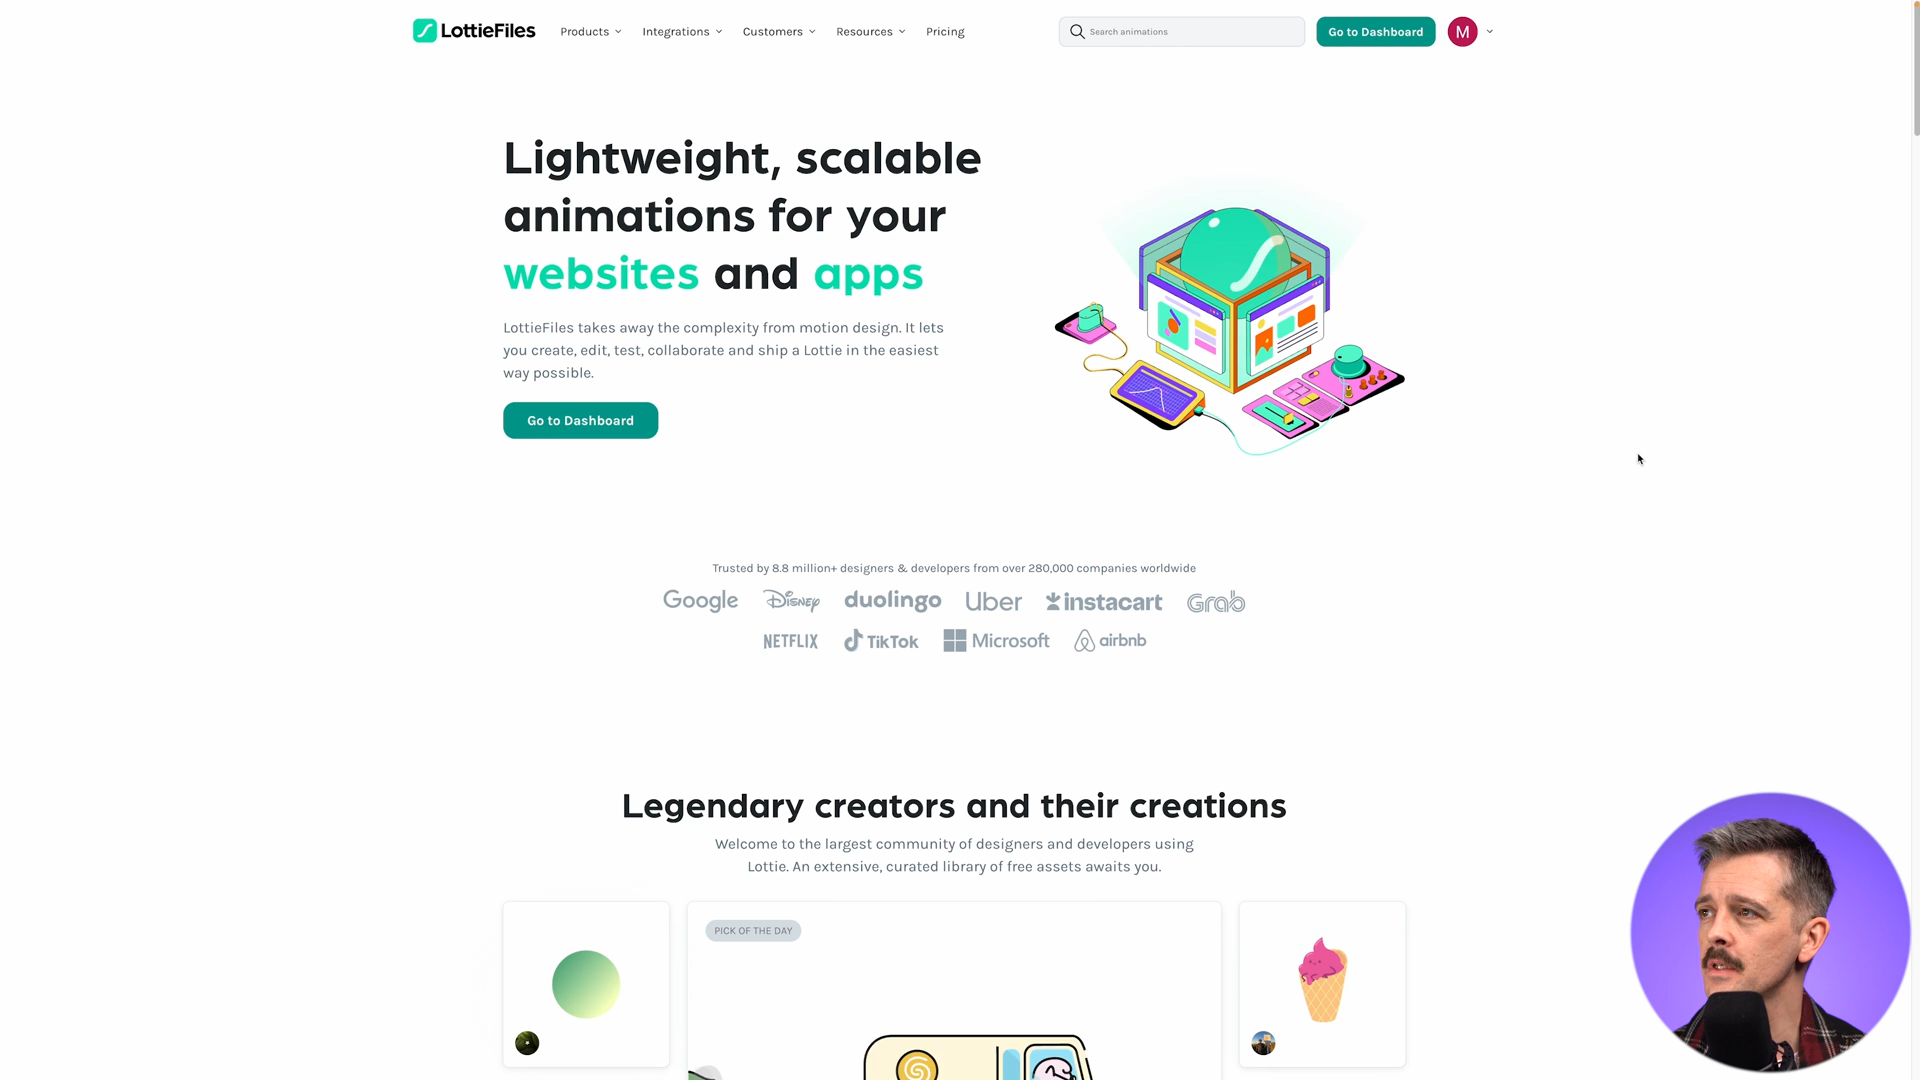 LottieFiles
Products
Integrations
Customers
Resources
Pricing
Search animations
Go to Dashboard
M
Lightweight, scalable
animations for your
websites and apps
LottieFiles takes away the complexity from motion design. It lets
you create, edit, test, collaborate and ship a Lottie in the easiest
way possible.
Go to Dashboard
Trusted by 8.8 million+ designers & developers from over 280,000 companies worldwide
Google Disney duolingo Uber instacart Grab
NETFLIX TikTok Microsoft airbnb
Legendary creators and their creations
Welcome to the largest community of designers and developers using
Lottie. An extensive, curated library of free assets awaits you.
PICK OF THE DAY